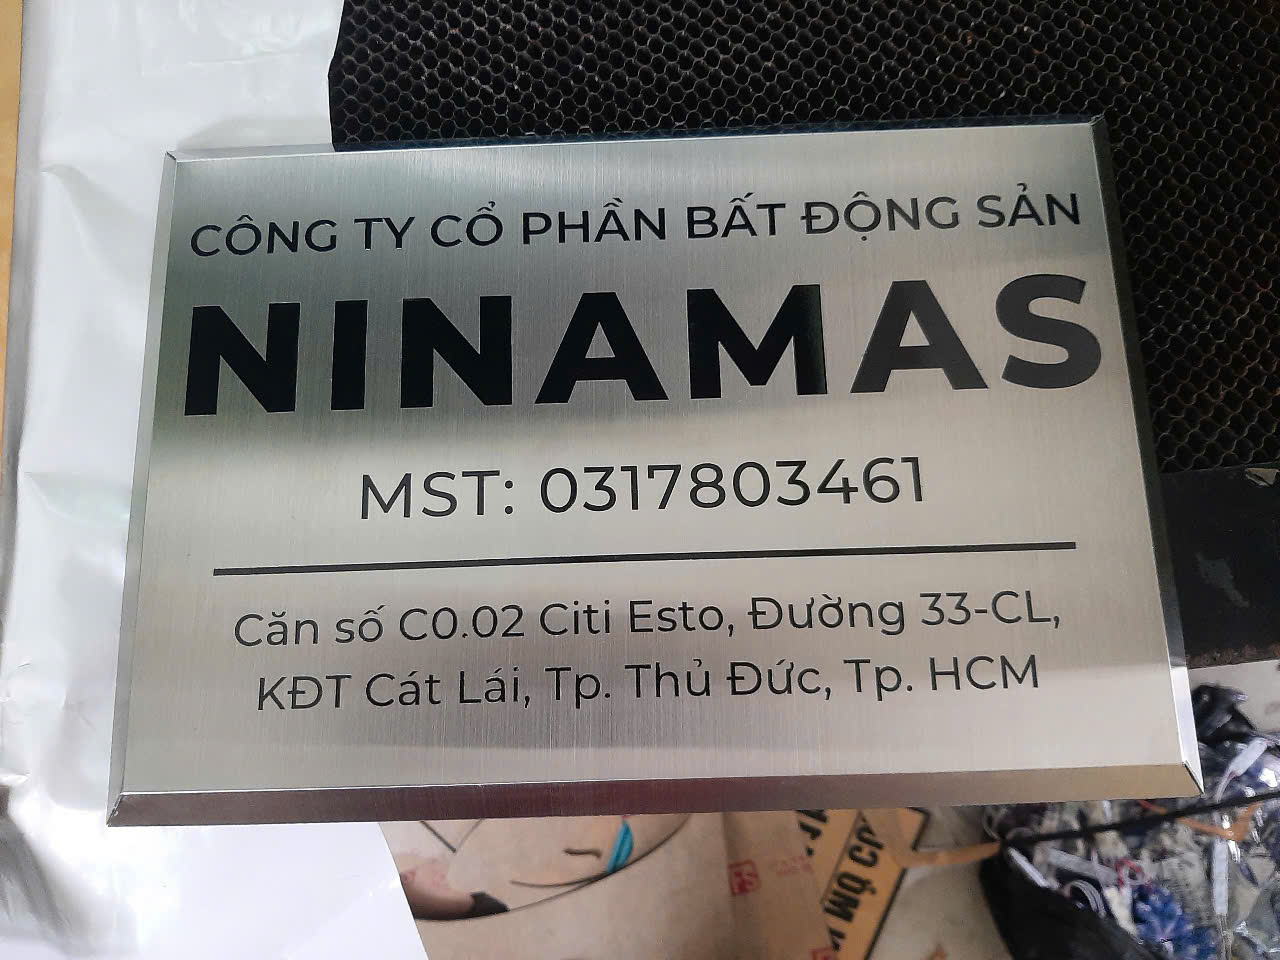 CÔNG TY CỔ PHẦN BẤT ĐỘNG SẢN
NINAMAS
MST: 0317803461
Căn số C0.02 Citi Esto, Đường 33-CL,
KĐT Cát Lái, Tp. Thủ Đức, Tp. HCM